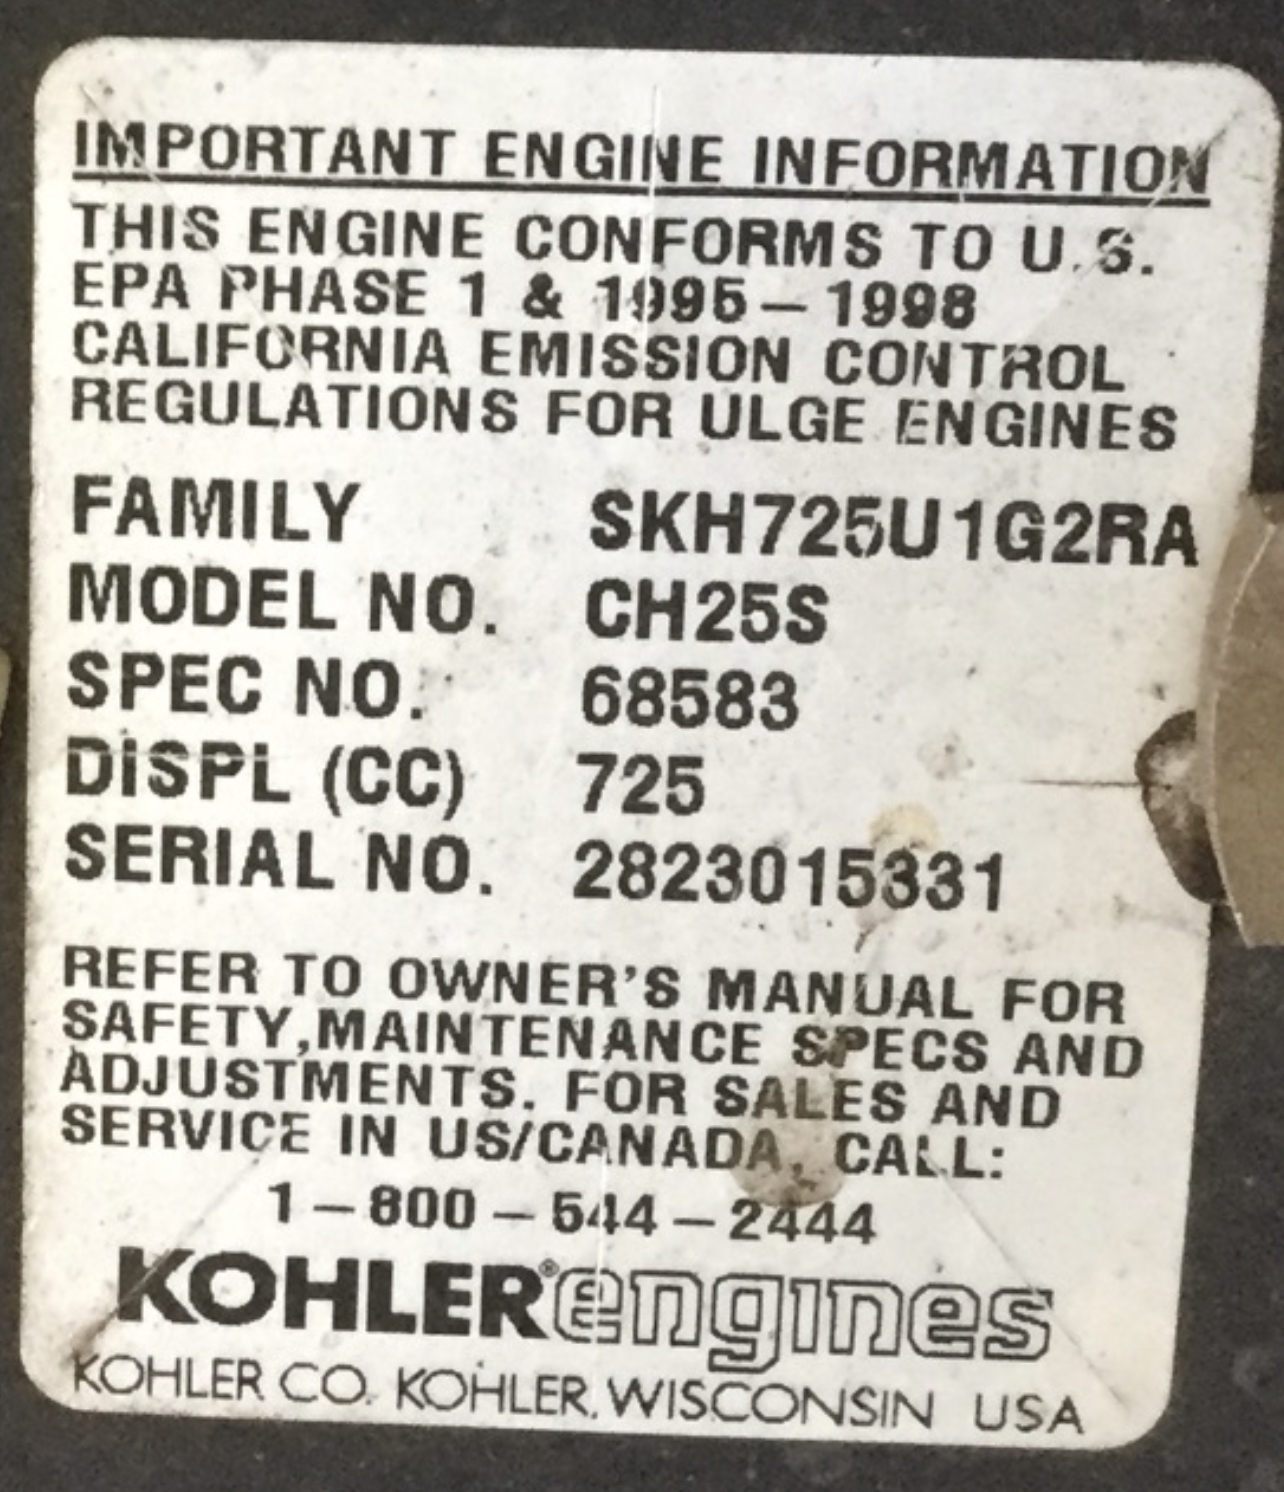 IMPORTANT ENGINE INFORMATION
THIS ENGINE CONFORMS TO U.S.
EPA PHASE 1 & 1995-1998
CALIFORNIA EMISSION CONTROL
REGULATIONS FOR ULGE ENGINES
FAMILY SKH725U1G2RA
MODEL NO. CH25S
SPEC NO. 68583
DISPL (CC) 725
SERIAL NO. 2823015331
REFER TO OWNER'S MANUAL FOR
SAFETY,MAINTENANCE SPECS AND
ADJUSTMENTS. FOR SALES AND
SERVICE IN US/CANADA, CALL:
1-800-544-2444
KOHLER® engines
KOHLER CO. KOHLER, WISCONSIN USA